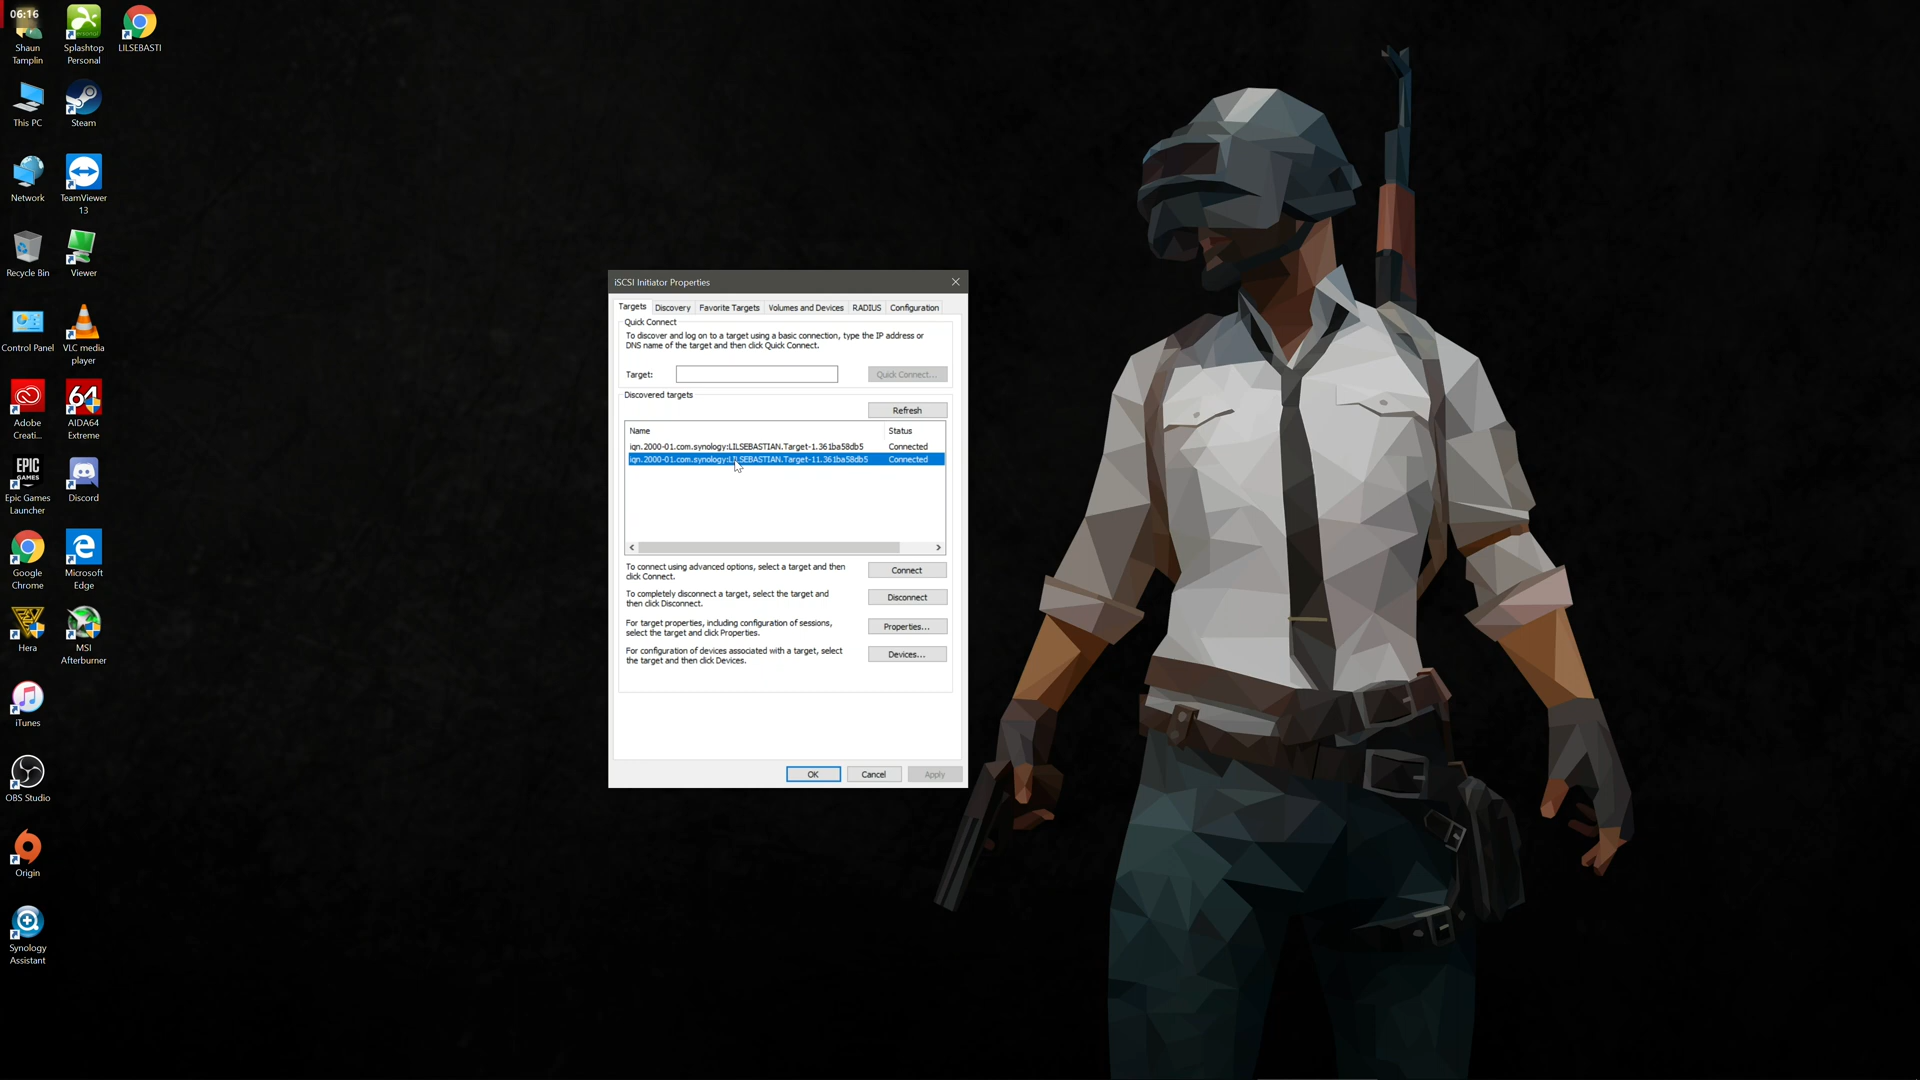 06:16
Shaun
Tamplin
Splashtop
Personal
LILSEBASTI
This PC
Steam
Network
TeamViewer
13
Recycle Bin
Viewer
Control Panel
VLC media
player
Adobe
Creati...
64
AIDA64
Extreme
EPIC
GAMES
Epic Games
Launcher
Discord
Google
Chrome
Microsoft
Edge
Hera
MSI
Afterburner
iTunes
OBS Studio
Origin
Synology
Assistant
iSCSI Initiator Properties
Targets Discovery Favorite Targets Volumes and Devices RADIUS Configuration
Quick Connect
To discover and log on to a target using a basic connection, type the IP address or
DNS name of the target and then click Quick Connect.
Target: Quick Connect...
Discovered targets
Refresh
Name Status
iqn.2000-01.com.synology:LILSEBASTIAN.Target-1.361ba58db5 Connected
iqn.2000-01.com.synology:LILSEBASTIAN.Target-11.361ba58db5 Connected
To connect using advanced options, select a target and then
click Connect.
Connect
To completely disconnect a target, select the target and
then click Disconnect.
Disconnect
For target properties, including configuration of sessions,
select the target and click Properties.
Properties...
For configuration of devices associated with a target, select
the target and then click Devices.
Devices...
OK Cancel Apply